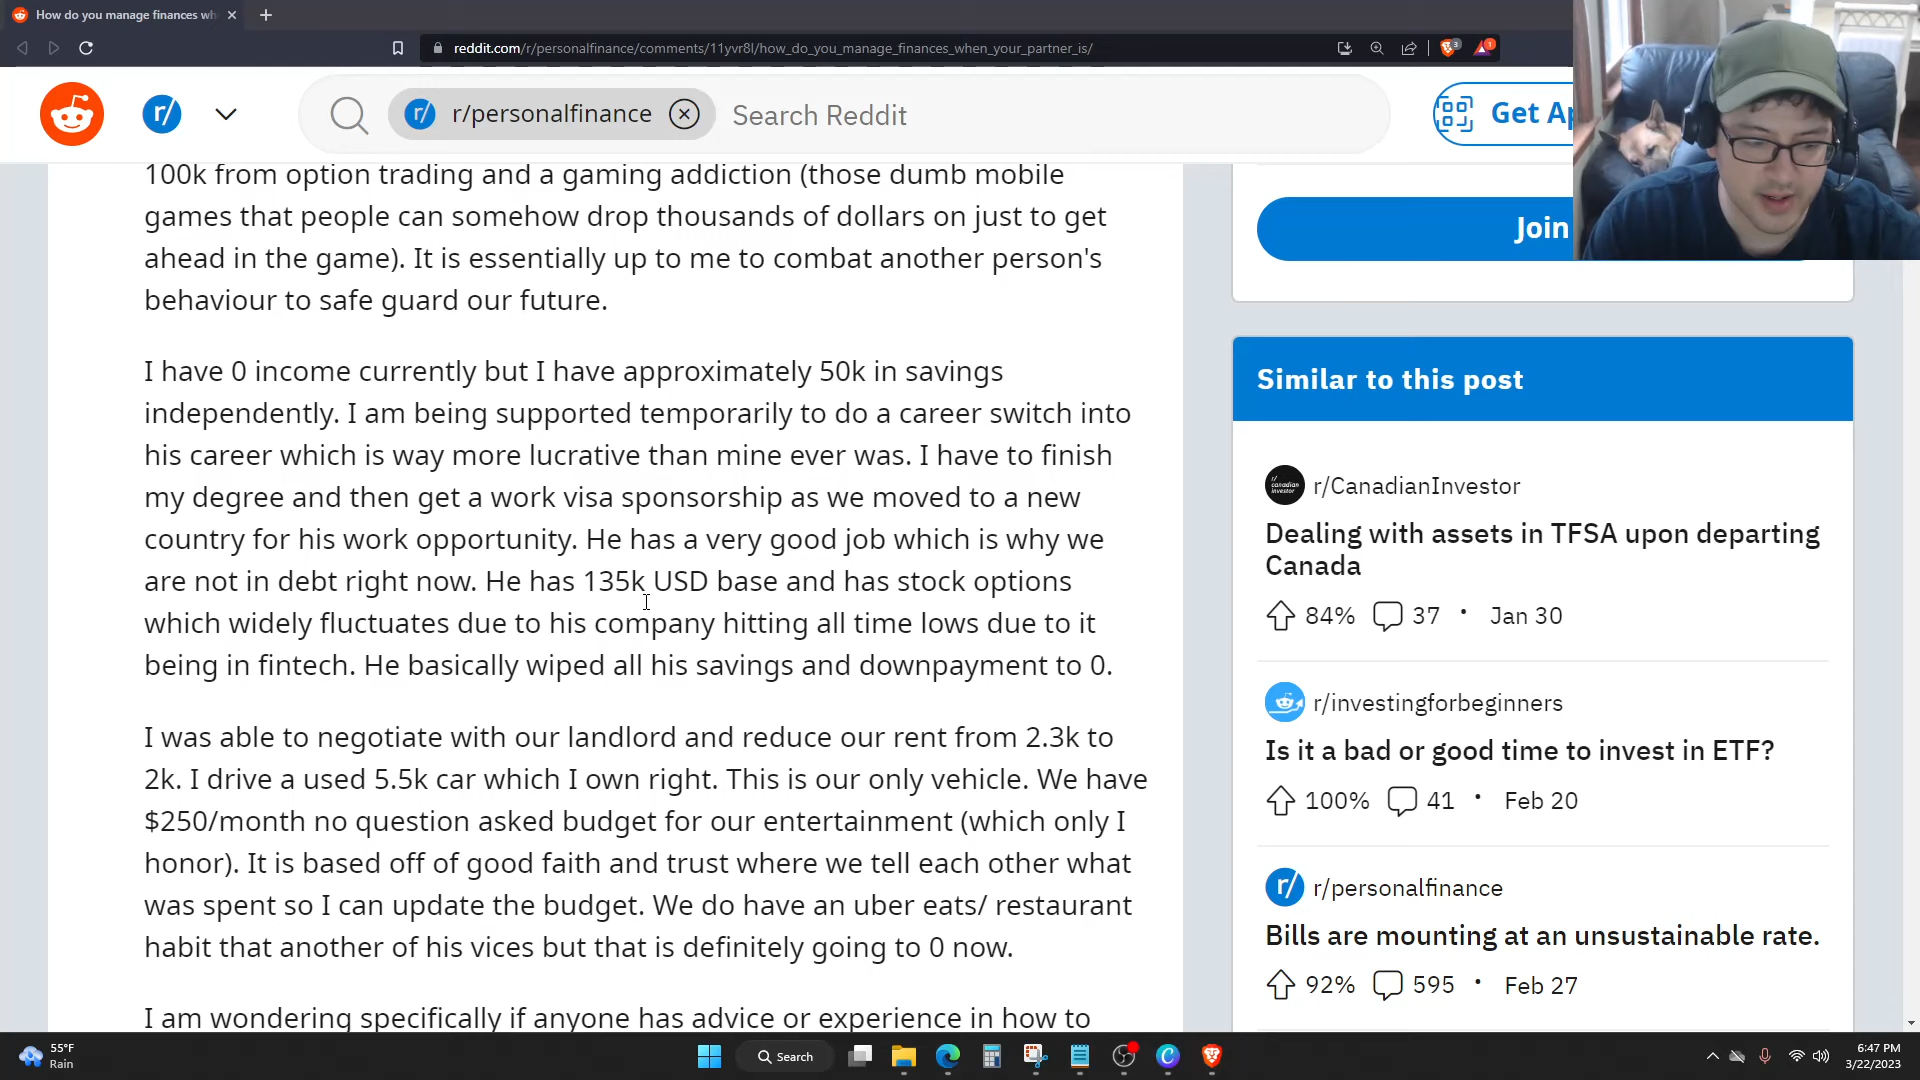 How do you manage finances wh
reddit.com/r/personalfinance/comments/11yvr8l/how_do_you_manage_finances_when_your_partner_is/
3
1
r/
r/ r/personalfinance Search Reddit
Get Ap
100k from option trading and a gaming addiction (those dumb mobile
games that people can somehow drop thousands of dollars on just to get
ahead in the game). It is essentially up to me to combat another person's
behaviour to safe guard our future.
I have 0 income currently but I have approximately 50k in savings
independently. I am being supported temporarily to do a career switch into
his career which is way more lucrative than mine ever was. I have to finish
my degree and then get a work visa sponsorship as we moved to a new
country for his work opportunity. He has a very good job which is why we
are not in debt right now. He has 135k USD base and has stock options
which widely fluctuates due to his company hitting all time lows due to it
being in fintech. He basically wiped all his savings and downpayment to 0.
I was able to negotiate with our landlord and reduce our rent from 2.3k to
2k. I drive a used 5.5k car which I own right. This is our only vehicle. We have
$250/month no question asked budget for our entertainment (which only I
honor). It is based off of good faith and trust where we tell each other what
was spent so I can update the budget. We do have an uber eats/ restaurant
habit that another of his vices but that is definitely going to 0 now.
I am wondering specifically if anyone has advice or experience in how to
Join
Similar to this post
r/CanadianInvestor
Dealing with assets in TFSA upon departing
Canada
84% 37 • Jan 30
r/investingforbeginners
Is it a bad or good time to invest in ETF?
100% 41 • Feb 20
r/ r/personalfinance
Bills are mounting at an unsustainable rate.
92% 595 • Feb 27
55°F
Rain
Search
6:47 PM
3/22/2023